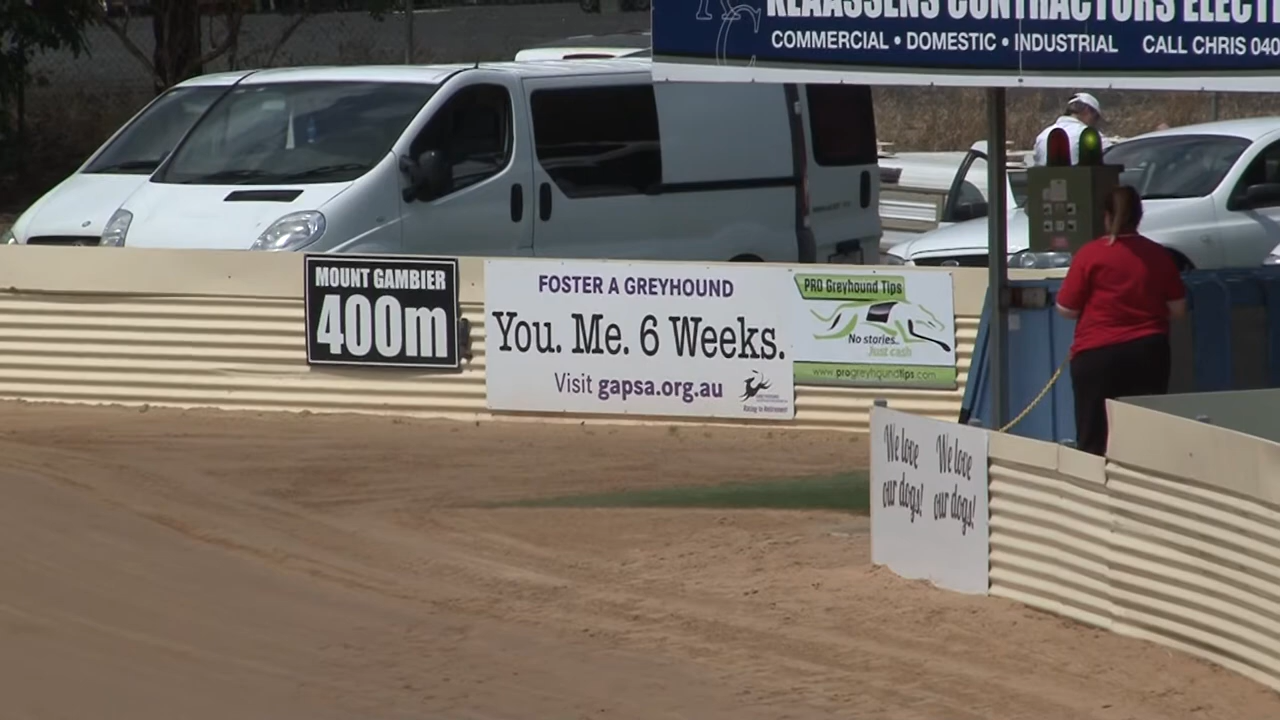 KLAASSENS CONTRACTORS ELECTRI
COMMERCIAL • DOMESTIC • INDUSTRIAL CALL CHRIS 040
MOUNT GAMBIER
400m
FOSTER A GREYHOUND
You. Me. 6 Weeks.
Visit gapsa.org.au
PRO Greyhound Tips
No stories..
Just cash
www.progreyhoundtips.com
We love
our dogs!
We love
our dogs!